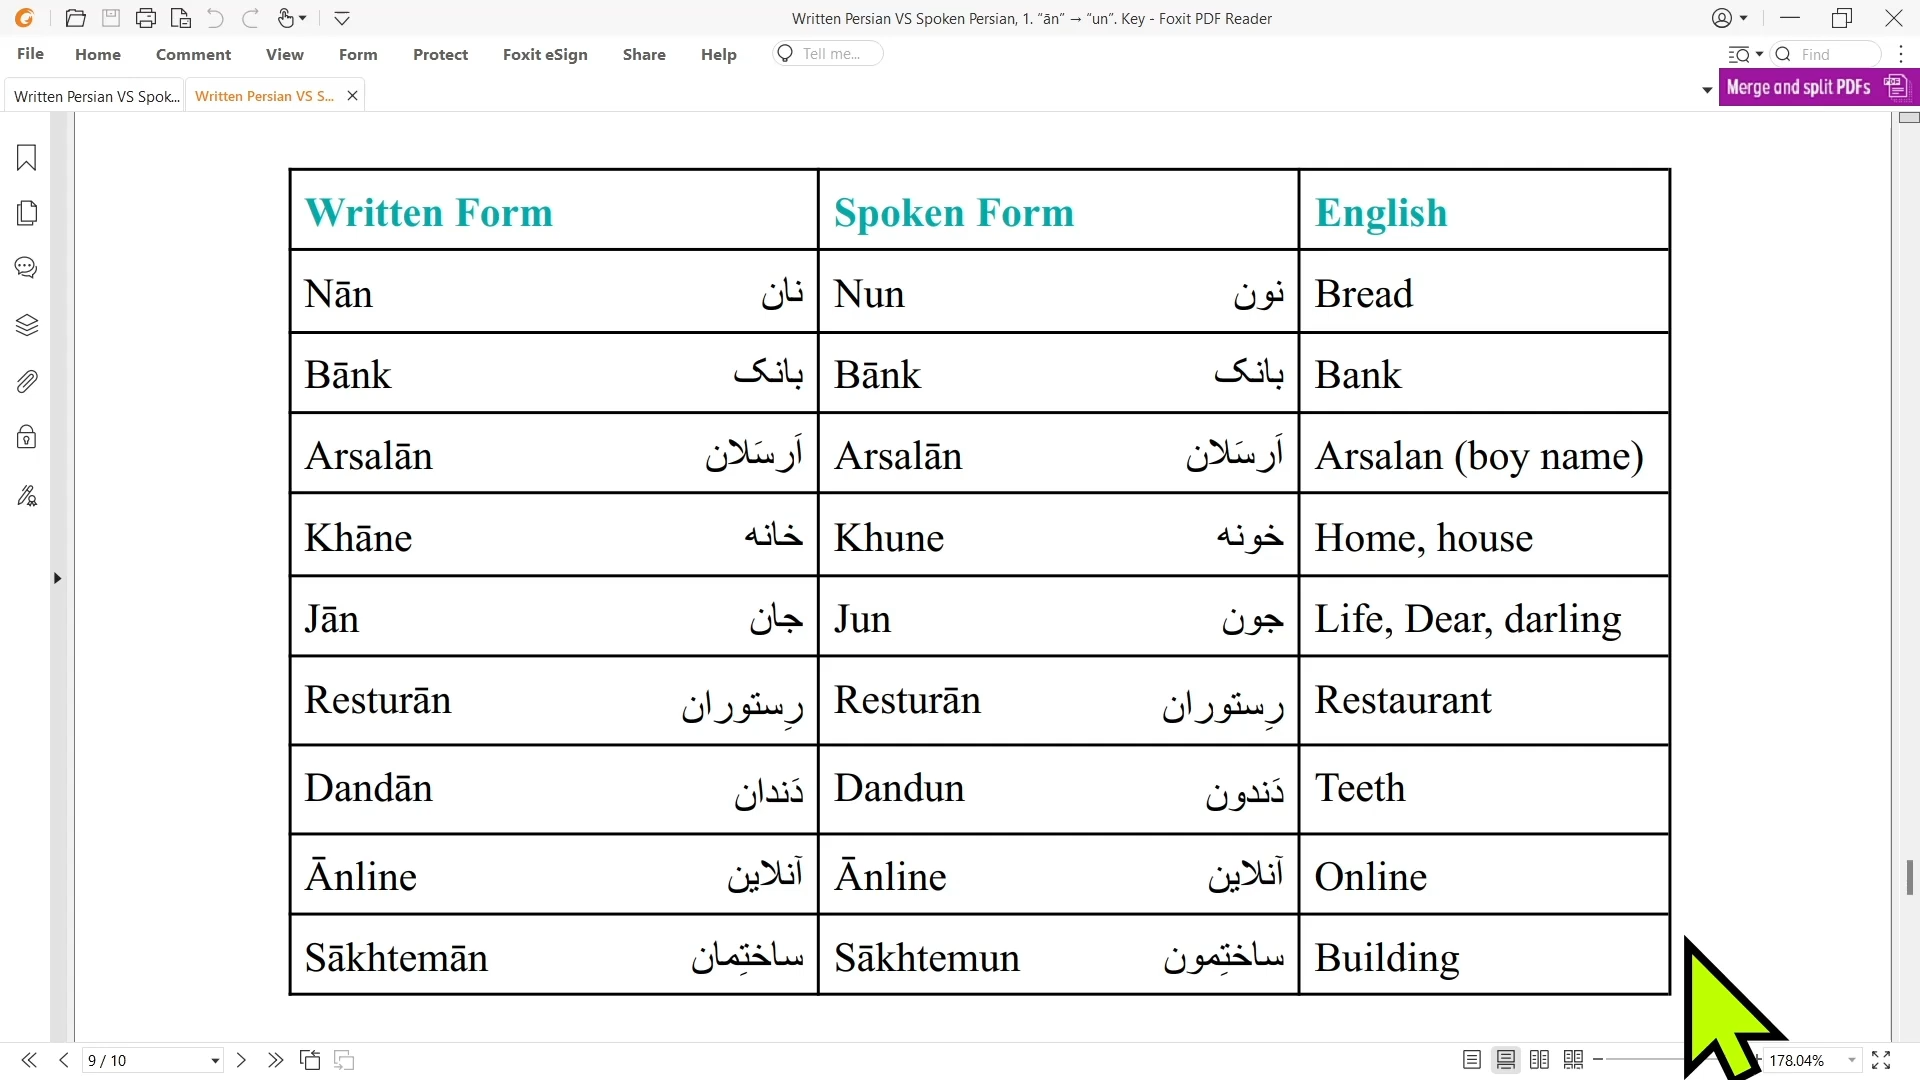 Written Persian VS Spoken Persian, 1. “ān” → “un”. Key - Foxit PDF Reader
File Home Comment View Form Protect Foxit eSign Share Help Tell me... Find
Written Persian VS Spok... Written Persian VS S... Merge and split PDFs
Written Form Spoken Form English
Nān نان Nun نون Bread
Bānk بانک Bānk بانک Bank
Arsalān اَرسَلان Arsalān اَرسَلان Arsalan (boy name)
Khāne خانه Khune خونه Home, house
Jān جان Jun جون Life, Dear, darling
Resturān رِستوران Resturān رِستوران Restaurant
Dandān دَندان Dandun دَندون Teeth
Ānline آنلاین Ānline آنلاین Online
Sākhtemān ساختِمان Sākhtemun ساختِمون Building
9 / 10 178.04%